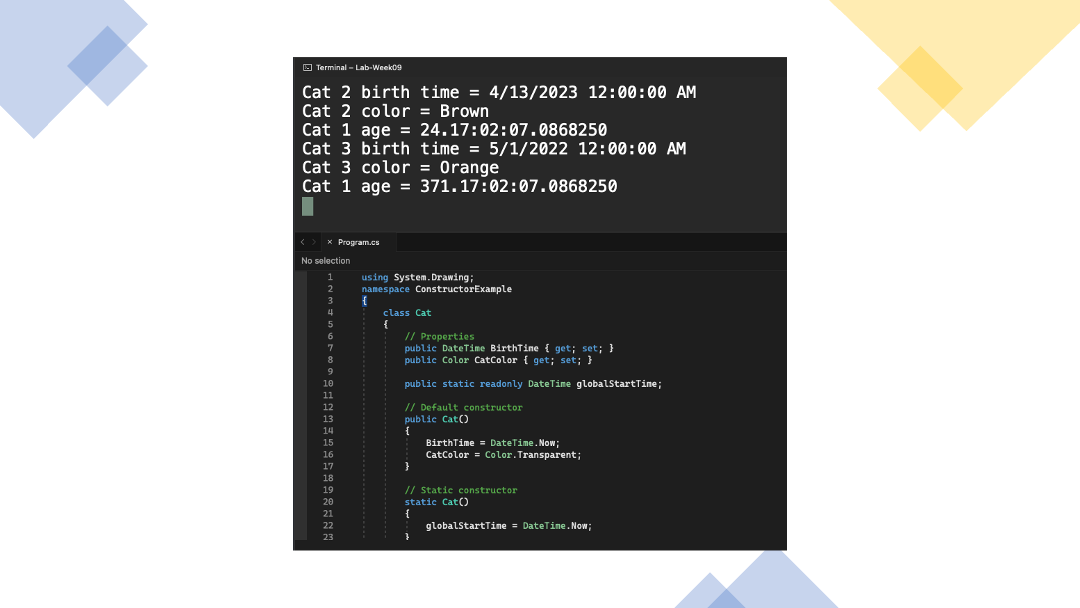 Terminal – Lab-Week09
Cat 2 birth time = 4/13/2023 12:00:00 AM
Cat 2 color = Brown
Cat 1 age = 24.17:02:07.0868250
Cat 3 birth time = 5/1/2022 12:00:00 AM
Cat 3 color = Orange
Cat 1 age = 371.17:02:07.0868250
Program.cs
No selection
1 using System.Drawing;
2 namespace ConstructorExample
3 {
4 class Cat
5 {
6 // Properties
7 public DateTime BirthTime { get; set; }
8 public Color CatColor { get; set; }
9
10 public static readonly DateTime globalStartTime;
11
12 // Default constructor
13 public Cat()
14 {
15 BirthTime = DateTime.Now;
16 CatColor = Color.Transparent;
17 }
18
19 // Static constructor
20 static Cat()
21 {
22 globalStartTime = DateTime.Now;
23 }